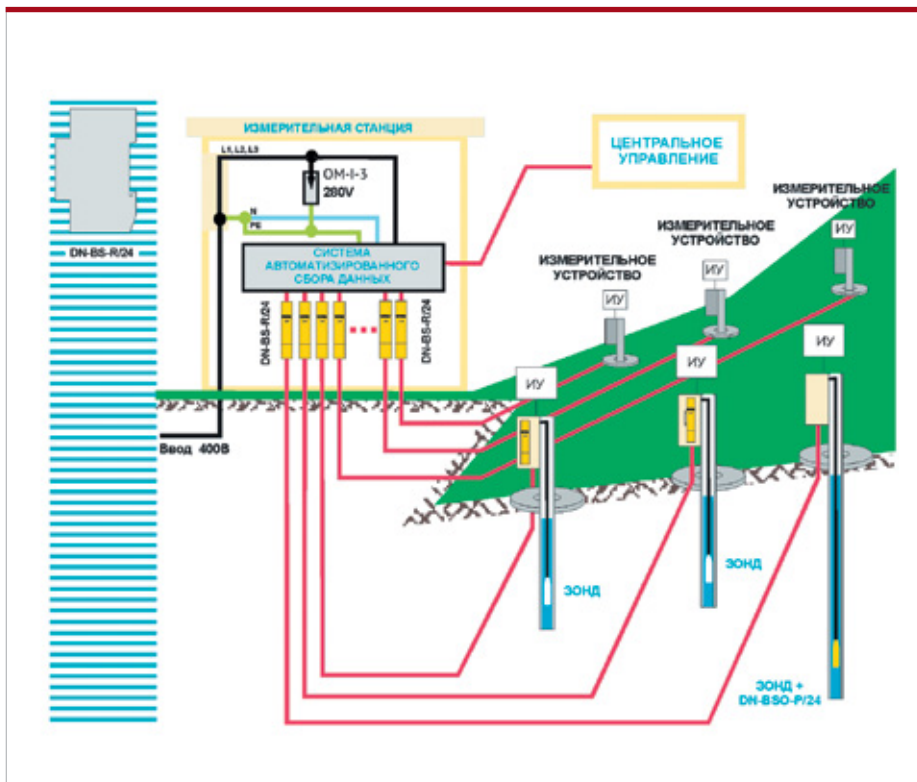 ИЗМЕРИТЕЛЬНАЯ СТАНЦИЯ
L1, L2, L3
OM-I-3
280V
N
PE
СИСТЕМА
АВТОМАТИЗИРОВАННОГО
СБОРА ДАННЫХ
DN-BS-R/24
DN-BS-R/24
DN-BS-R/24
ЦЕНТРАЛЬНОЕ
УПРАВЛЕНИЕ
ИЗМЕРИТЕЛЬНОЕ
УСТРОЙСТВО
ИУ
ИЗМЕРИТЕЛЬНОЕ
УСТРОЙСТВО
ИУ
ИЗМЕРИТЕЛЬНОЕ
УСТРОЙСТВО
ИУ
ИУ
ИУ
ИУ
Ввод 400В
ЗОНД
ЗОНД
ЗОНД +
DN-BSO-P/24